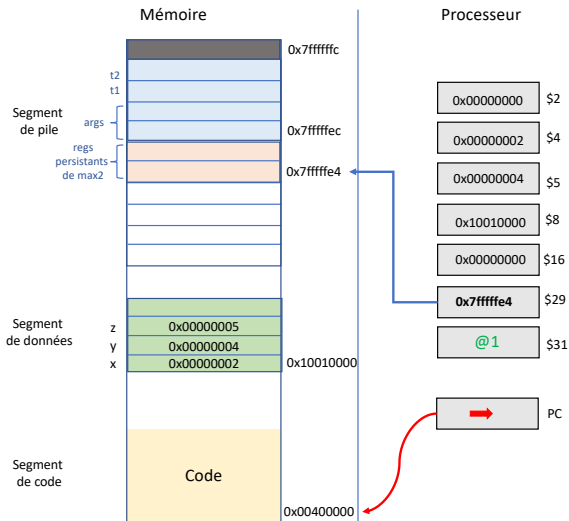 Mémoire
Processeur
0x7ffffffc
t2
t1
Segment
de pile
args
0x7fffffec
regs
persistants
de max2
0x7fffffe4
0x00000000 $2
0x00000002 $4
0x00000004 $5
0x10010000 $8
0x00000000 $16
0x7fffffe4 $29
@1 $31
Segment
de données
z 0x00000005
y 0x00000004
x 0x00000002 0x10010000
PC
Segment
de code
Code
0x00400000